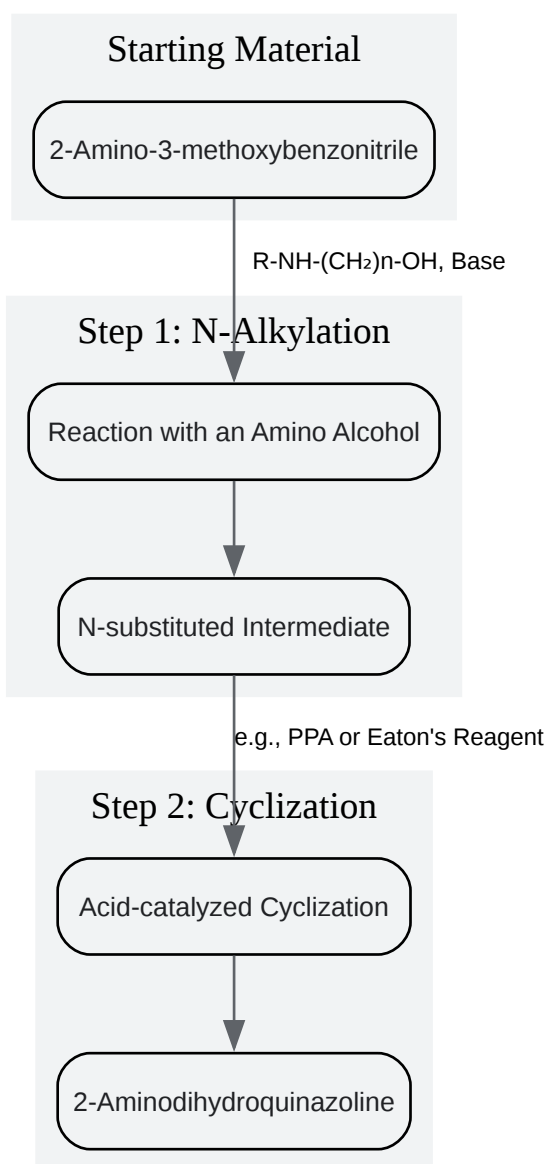 Starting Material
2-Amino-3-methoxybenzonitrile
R-NH-(CH₂)n-OH, Base
Step 1: N-Alkylation
Reaction with an Amino Alcohol
N-substituted Intermediate
e.g., PPA or Eaton's Reagent
Step 2: Cyclization
Acid-catalyzed Cyclization
2-Aminodihydroquinazoline